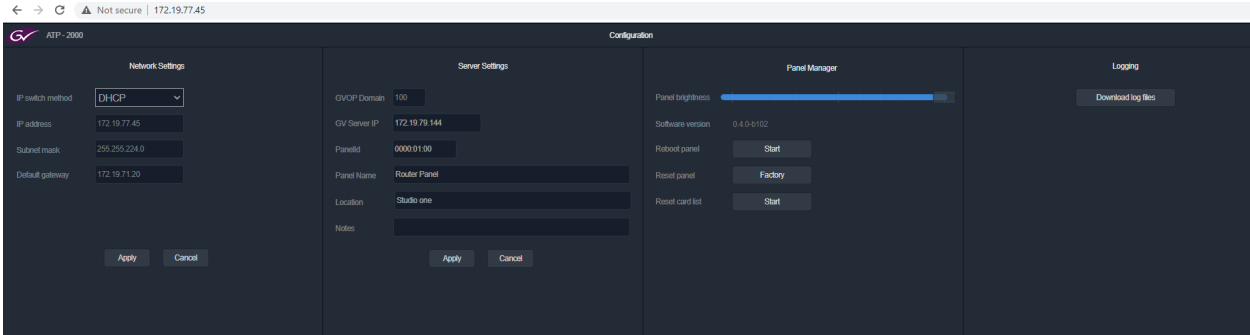 Not secure | 172.19.77.45
GV ATP-2000 Configuration
Network Settings
IP switch method DHCP
IP address 172.19.77.45
Subnet mask 255.255.224.0
Default gateway 172.19.71.20
Apply Cancel
Server Settings
GVOP Domain 100
GV Server IP 172.19.79.144
PanelId 0000:01:00
Panel Name Router Panel
Location Studio one
Notes
Apply Cancel
Panel Manager
Panel brightness
Software version 0.4.0-b102
Reboot panel Start
Reset panel Factory
Reset card list Start
Logging
Download log files